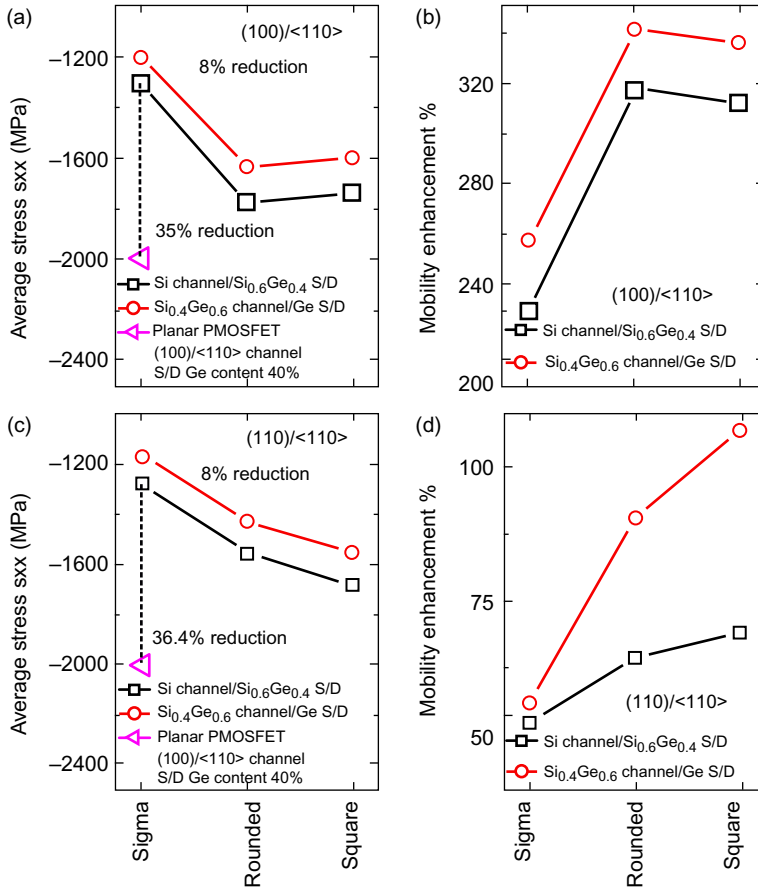 (a)
(100)/<110>
8% reduction
Average stress sxx (MPa)
–1200
–1600
–2000
–2400
35% reduction
Si channel/Si0.6Ge0.4 S/D
Si0.4Ge0.6 channel/Ge S/D
Planar PMOSFET
(100)/<110> channel
S/D Ge content 40%
(b)
Mobility enhancement %
320
280
240
200
(100)/<110>
Si channel/Si0.6Ge0.4 S/D
Si0.4Ge0.6 channel/Ge S/D
(c)
(110)/<110>
8% reduction
Average stress sxx (MPa)
–1200
–1600
–2000
–2400
36.4% reduction
Si channel/Si0.6Ge0.4 S/D
Si0.4Ge0.6 channel/Ge S/D
Planar PMOSFET
(100)/<110> channel
S/D Ge content 40%
Sigma
Rounded
Square
(d)
Mobility enhancement %
100
75
50
(110)/<110>
Si channel/Si0.6Ge0.4 S/D
Si0.4Ge0.6 channel/Ge S/D
Sigma
Rounded
Square